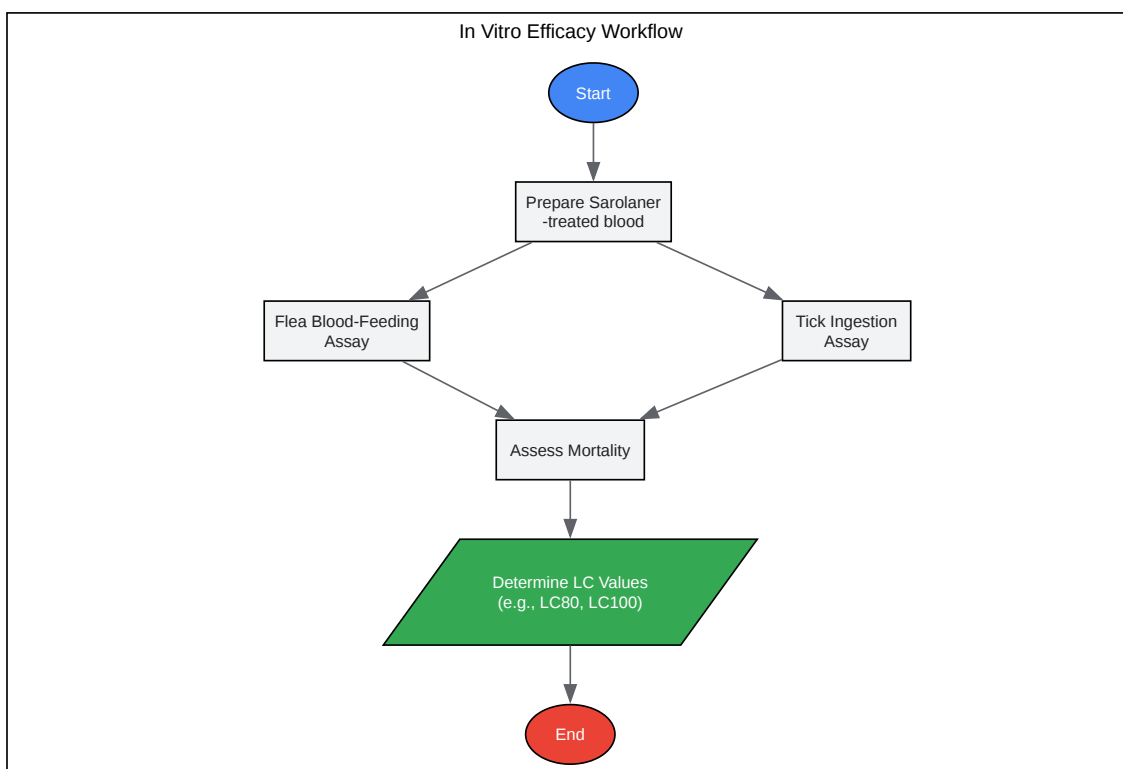 In Vitro Efficacy Workflow
Start
Prepare Sarolaner
-treated blood
Flea Blood-Feeding
Assay
Tick Ingestion
Assay
Assess Mortality
Determine LC Values
(e.g., LC80, LC100)
End